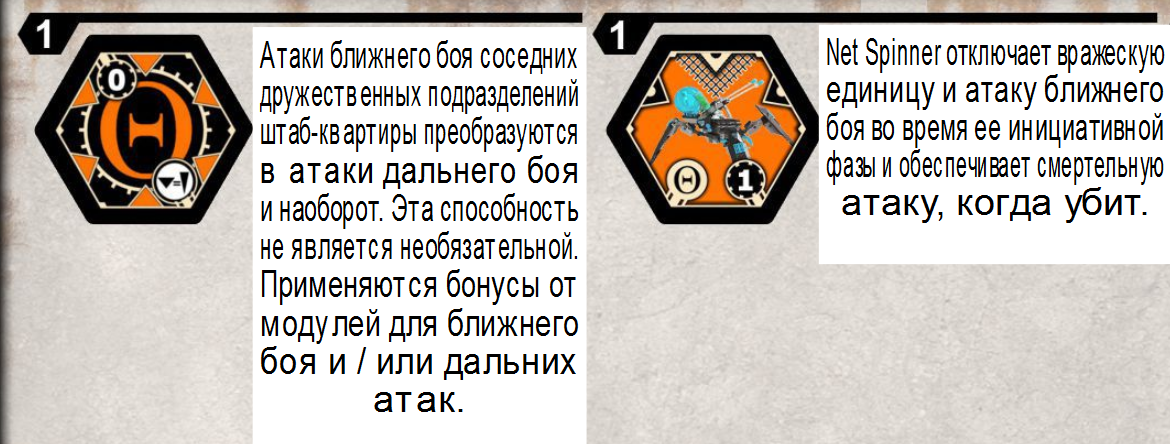 1
0
Θ
▼=
Атаки ближнего боя соседних
дружественных подразделений
штаб-квартиры преобразуются
в атаки дальнего боя
и наоборот. Эта способность
не является необязательной.
Применяются бонусы от
модулей для ближнего
боя и / или дальних
атак.
1
Θ
1
Net Spinner отключает вражескую
единицу и атаку ближнего
боя во время ее инициативной
фазы и обеспечивает смертельную
атаку, когда убит.